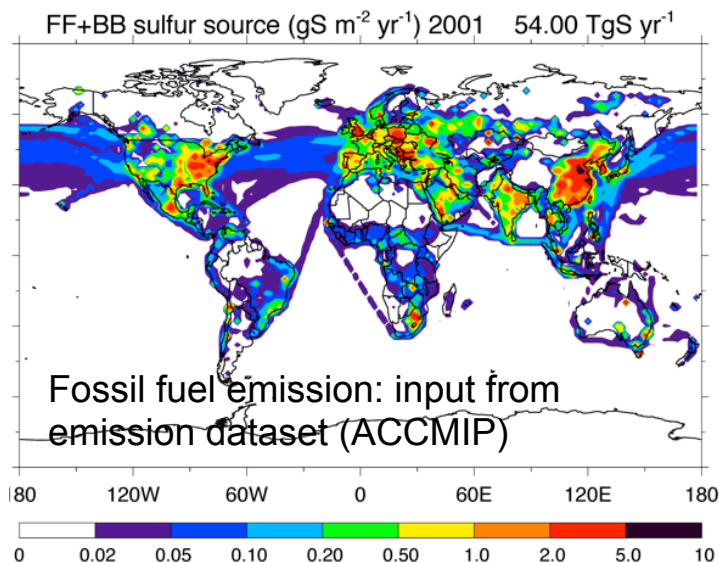 FF+BB sulfur source (gS m⁻² yr⁻¹) 2001 54.00 TgS yr⁻¹
Fossil fuel emission: input from
emission dataset (ACCMIP)
180 120W 60W 0 60E 120E 180
0 0.02 0.05 0.10 0.20 0.50 1.0 2.0 5.0 10